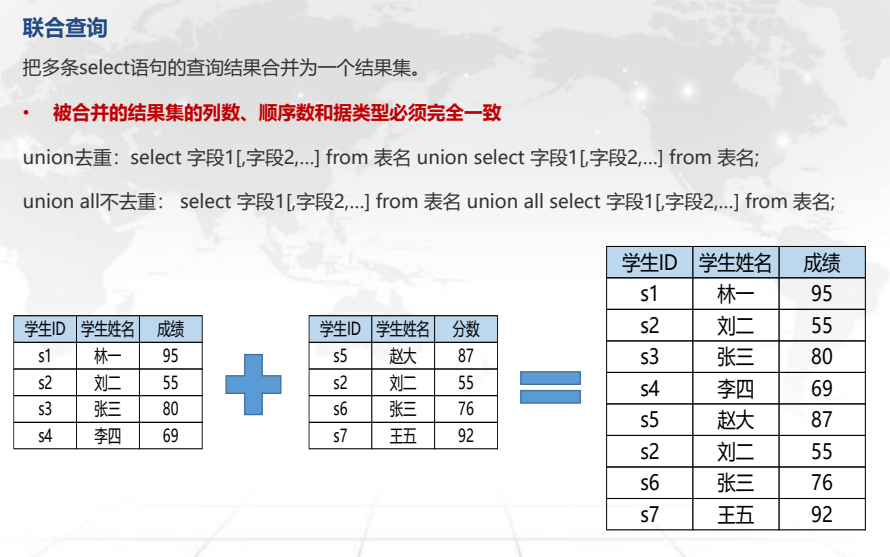 联合查询
把多条select语句的查询结果合并为一个结果集。
• 被合并的结果集的列数、顺序数和据类型必须完全一致
union去重：select 字段1[,字段2,…] from 表名 union select 字段1[,字段2,…] from 表名;
union all不去重： select 字段1[,字段2,…] from 表名 union all select 字段1[,字段2,…] from 表名;
学生ID 学生姓名 成绩
s1 林一 95
s2 刘二 55
s3 张三 80
s4 李四 69
学生ID 学生姓名 分数
s5 赵大 87
s2 刘二 55
s6 张三 76
s7 王五 92
学生ID 学生姓名 成绩
s1 林一 95
s2 刘二 55
s3 张三 80
s4 李四 69
s5 赵大 87
s2 刘二 55
s6 张三 76
s7 王五 92